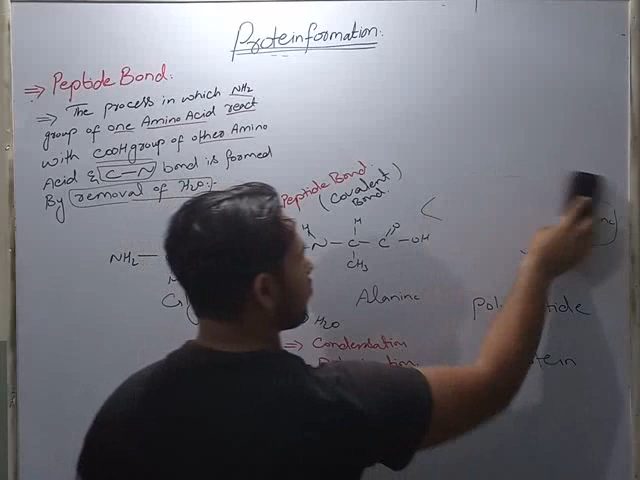 Protein formation:
⇒ Peptide Bond:
⇒ The process in which NH2
group of one Amino Acid react
with COOH group of other Amino
Acid & C-N bond is formed
By removal of H2O:-
Peptide Bond
(Covalent
Bond)
H H O
NH2 — N — C — C — OH
CH3
Alanine
H2O
⇒ Condensation